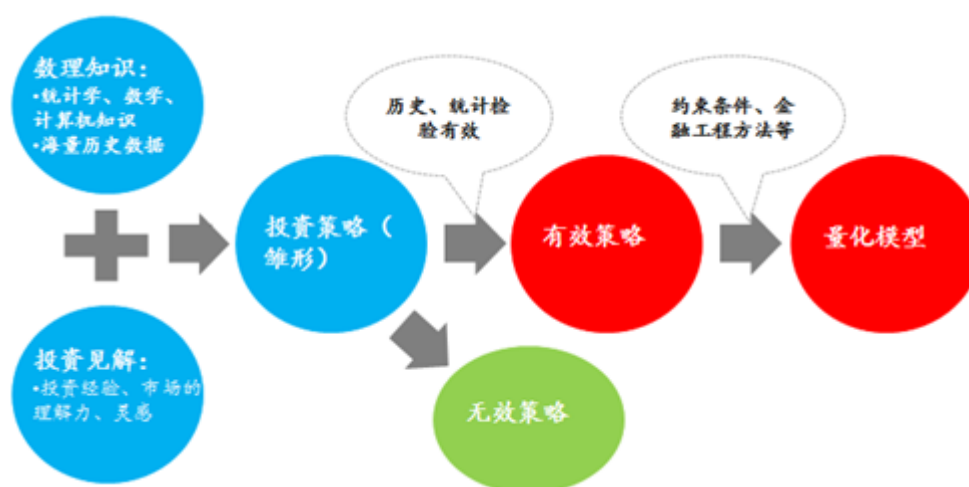 数理知识：
•统计学、数学、
计算机知识
•海量历史数据
投资见解：
•投资经验、市场的
理解力、灵感
投资策略（
雏形）
历史、统计检
验有效
有效策略
无效策略
约束条件、金
融工程方法等
量化模型